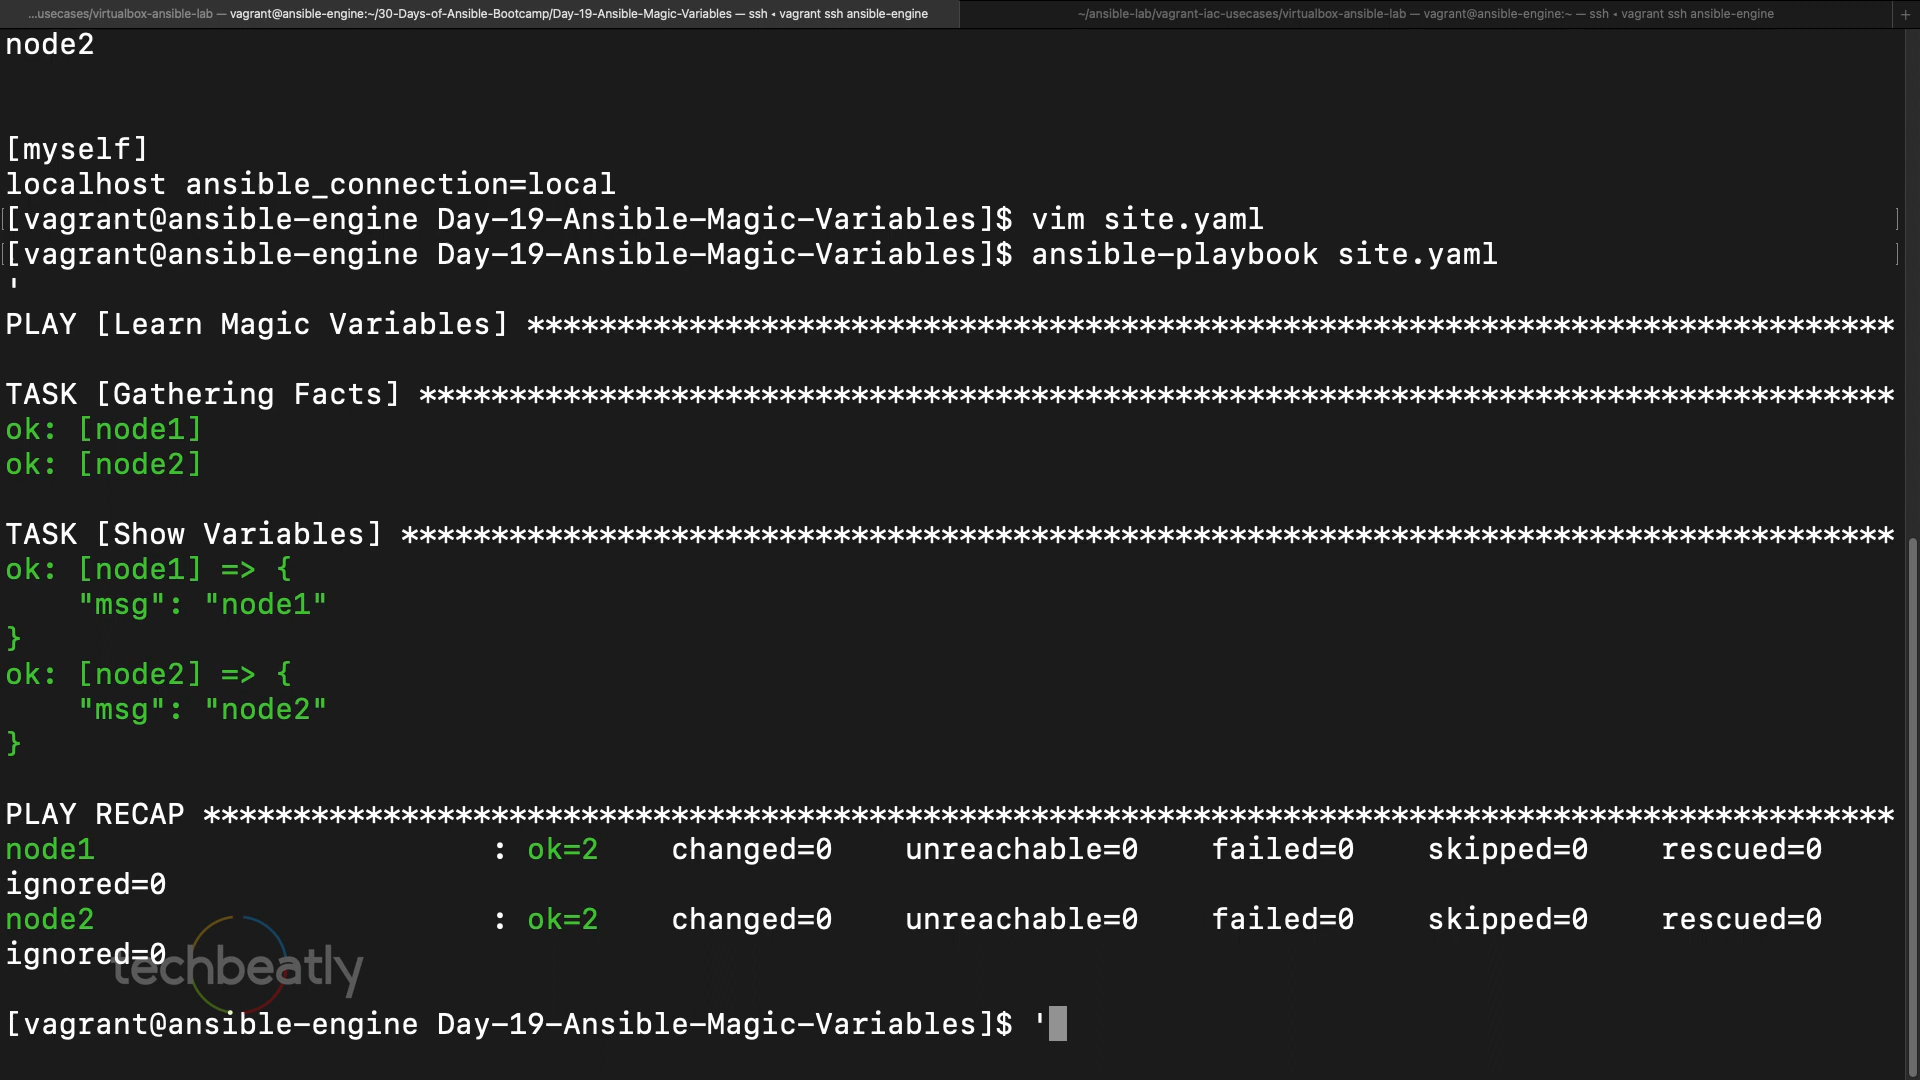 ...usecases/virtualbox-ansible-lab — vagrant@ansible-engine:~/30-Days-of-Ansible-Bootcamp/Day-19-Ansible-Magic-Variables — ssh ◂ vagrant ssh ansible-engine
~/ansible-lab/vagrant-iac-usecases/virtualbox-ansible-lab — vagrant@ansible-engine:~ — ssh ◂ vagrant ssh ansible-engine
+
node2
[myself]
localhost ansible_connection=local
[vagrant@ansible-engine Day-19-Ansible-Magic-Variables]$ vim site.yaml
[vagrant@ansible-engine Day-19-Ansible-Magic-Variables]$ ansible-playbook site.yaml
'
PLAY [Learn Magic Variables] ****************************************************************************
TASK [Gathering Facts] **********************************************************************************
ok: [node1]
ok: [node2]
TASK [Show Variables] ***********************************************************************************
ok: [node1] => {
    "msg": "node1"
}
ok: [node2] => {
    "msg": "node2"
}
PLAY RECAP **********************************************************************************************
node1                      : ok=2    changed=0    unreachable=0    failed=0    skipped=0    rescued=0
ignored=0
node2                      : ok=2    changed=0    unreachable=0    failed=0    skipped=0    rescued=0
ignored=0
techbeatly
[vagrant@ansible-engine Day-19-Ansible-Magic-Variables]$ '